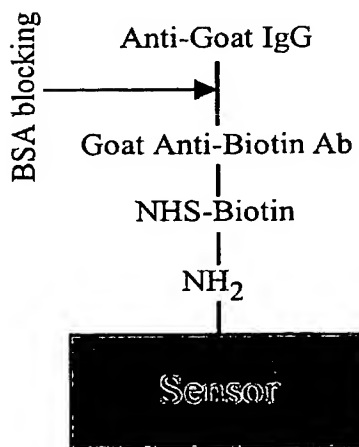 Anti-Goat IgG
BSA blocking
Goat Anti-Biotin Ab
NHS-Biotin
NH2
Sensor